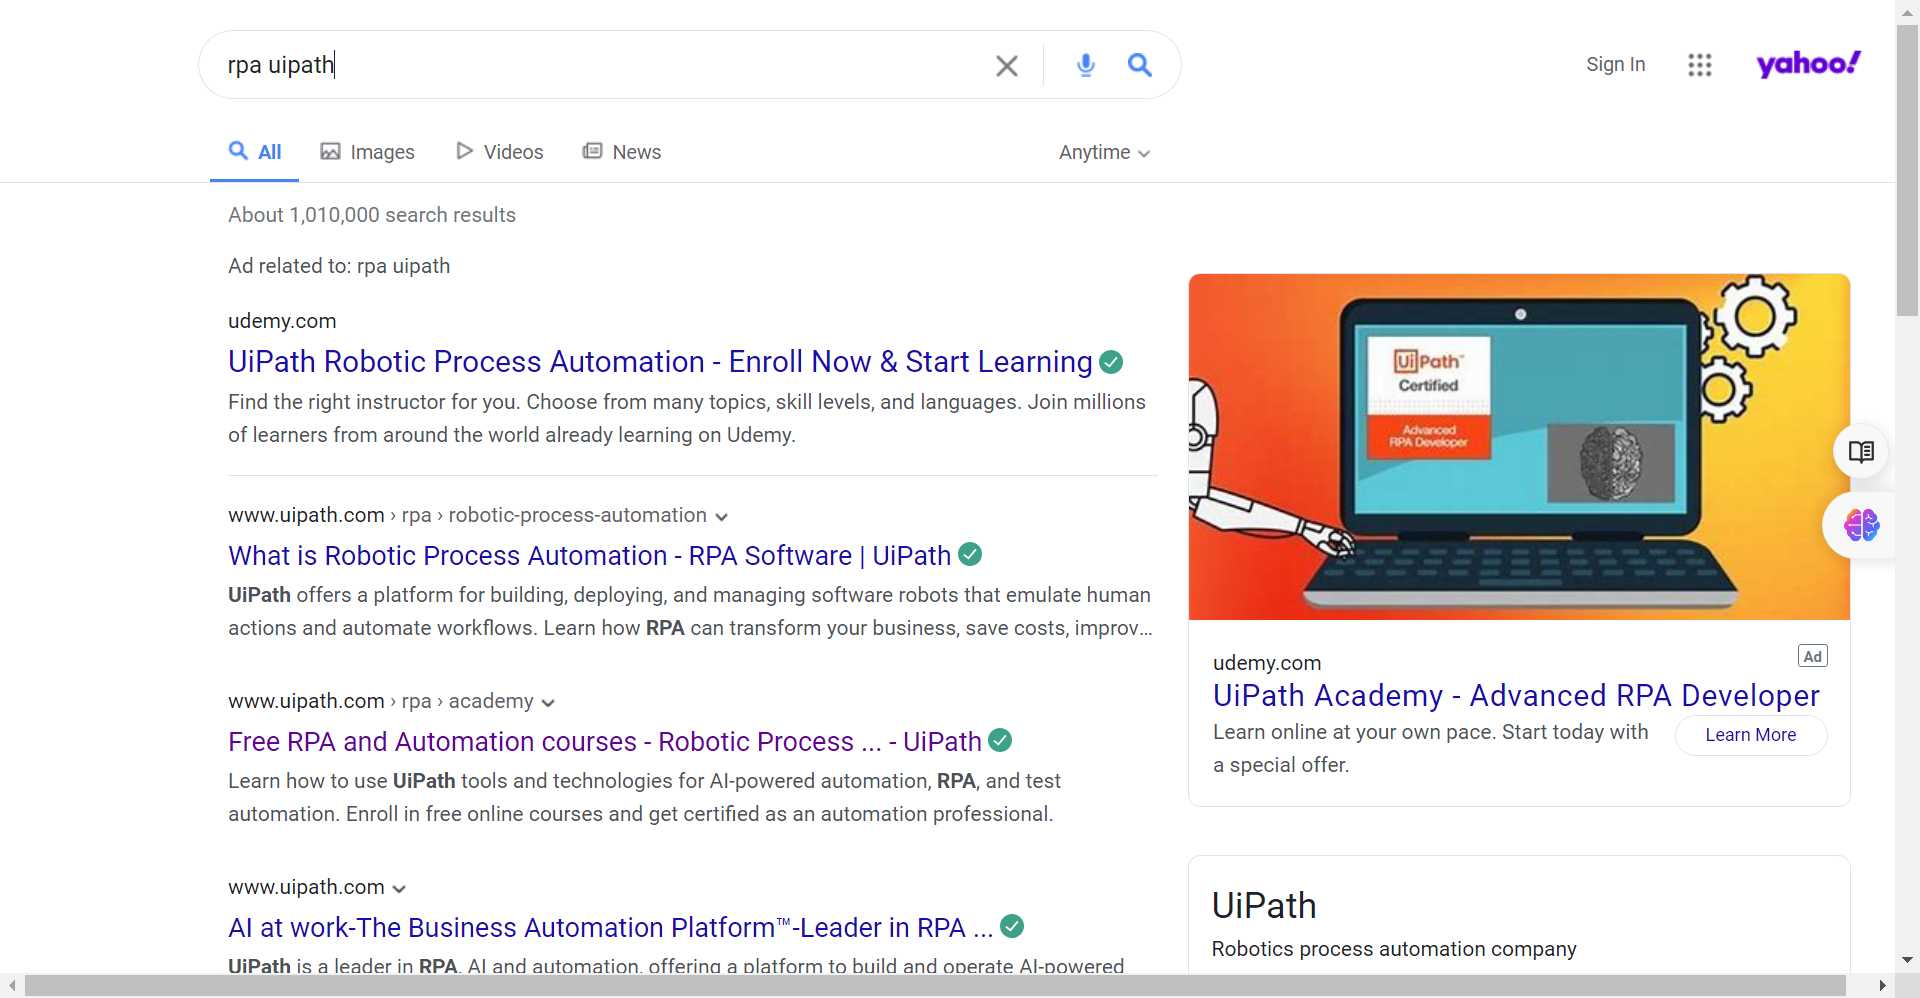 rpa uipath
Sign In
yahoo!
All
Images
Videos
News
Anytime
About 1,010,000 search results
Ad related to: rpa uipath
udemy.com
UiPath Robotic Process Automation - Enroll Now & Start Learning
Find the right instructor for you. Choose from many topics, skill levels, and languages. Join millions
of learners from around the world already learning on Udemy.
www.uipath.com › rpa › robotic-process-automation
What is Robotic Process Automation - RPA Software | UiPath
UiPath offers a platform for building, deploying, and managing software robots that emulate human
actions and automate workflows. Learn how RPA can transform your business, save costs, improv...
www.uipath.com › rpa › academy
Free RPA and Automation courses - Robotic Process ... - UiPath
Learn how to use UiPath tools and technologies for AI-powered automation, RPA, and test
automation. Enroll in free online courses and get certified as an automation professional.
www.uipath.com
AI at work-The Business Automation Platform™-Leader in RPA ...
UiPath is a leader in RPA, AI and automation, offering a platform to build and operate AI-powered
UiPath™
Certified
Advanced
RPA Developer
udemy.com
Ad
UiPath Academy - Advanced RPA Developer
Learn online at your own pace. Start today with
a special offer.
Learn More
UiPath
Robotics process automation company